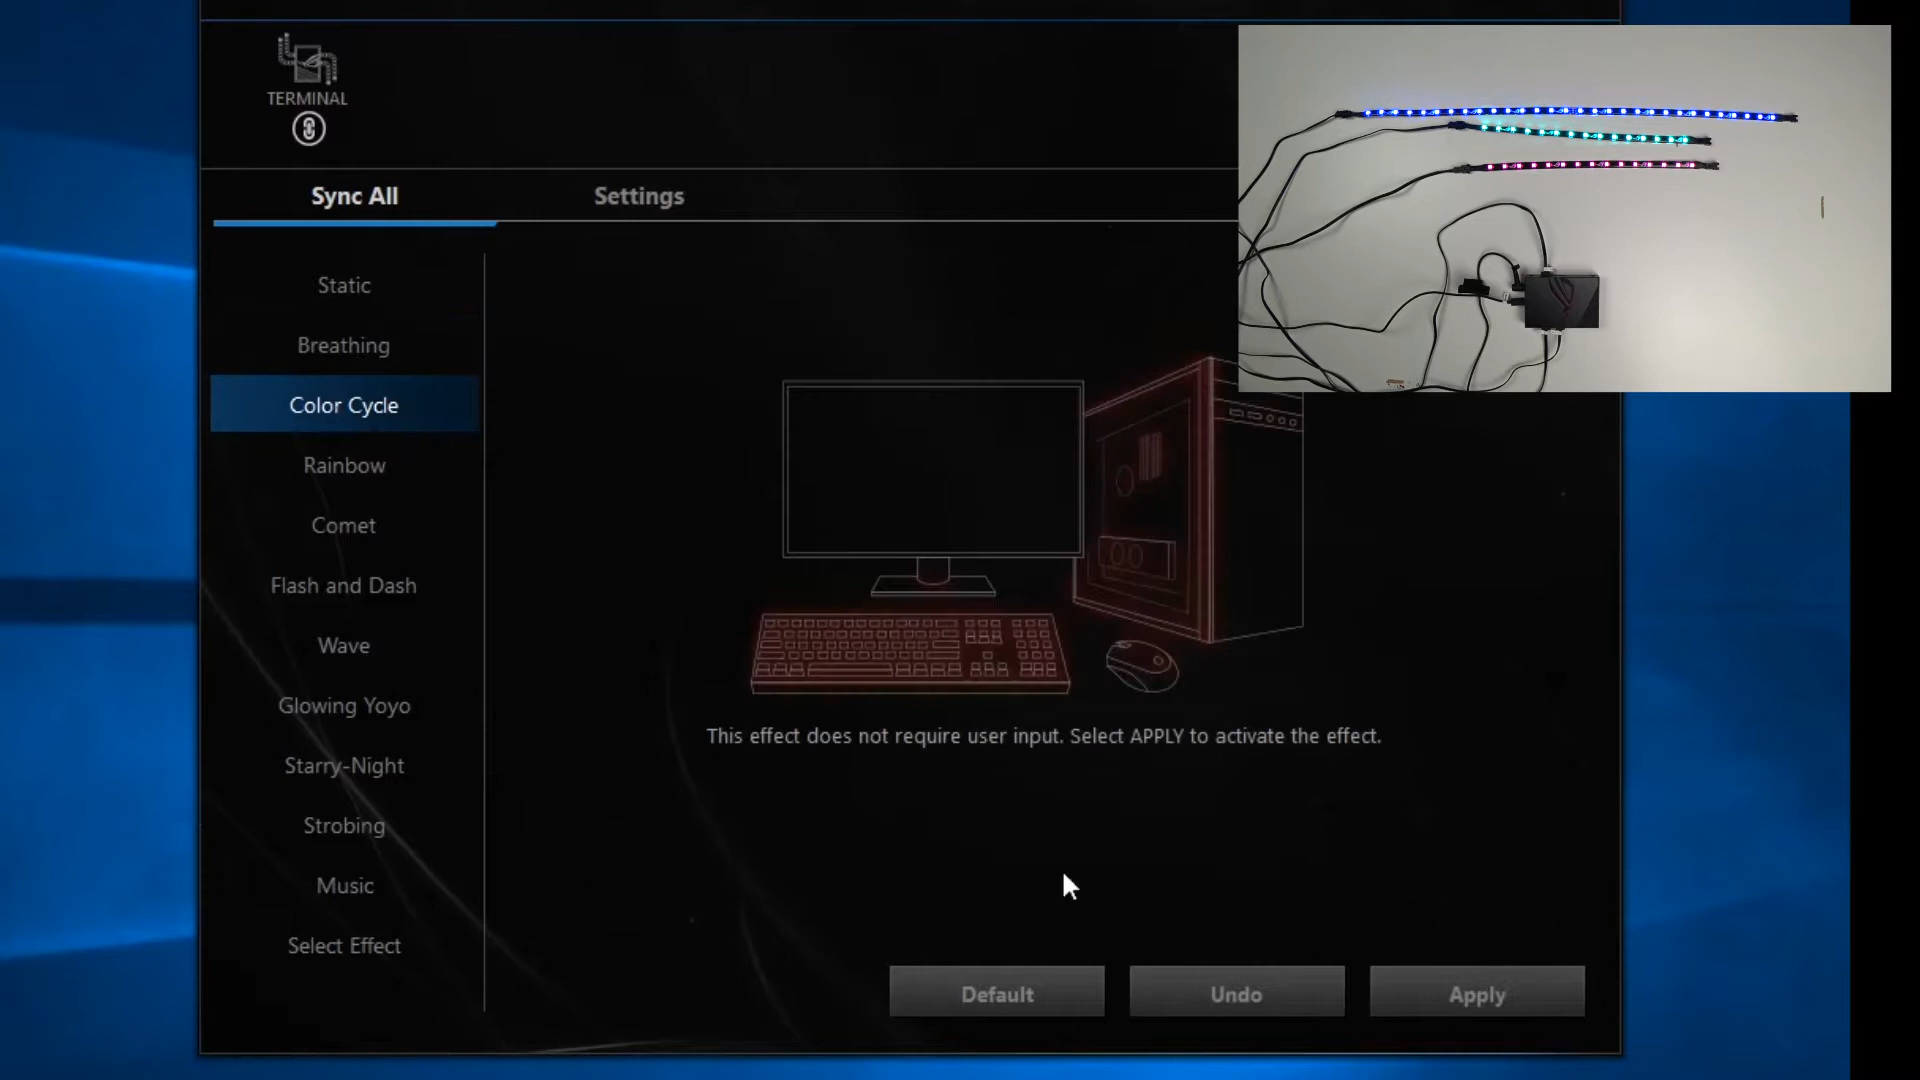 TERMINAL
Sync All
Settings
Static
Breathing
Color Cycle
Rainbow
Comet
Flash and Dash
Wave
Glowing Yoyo
Starry-Night
Strobing
Music
Select Effect
This effect does not require user input. Select APPLY to activate the effect.
Default
Undo
Apply